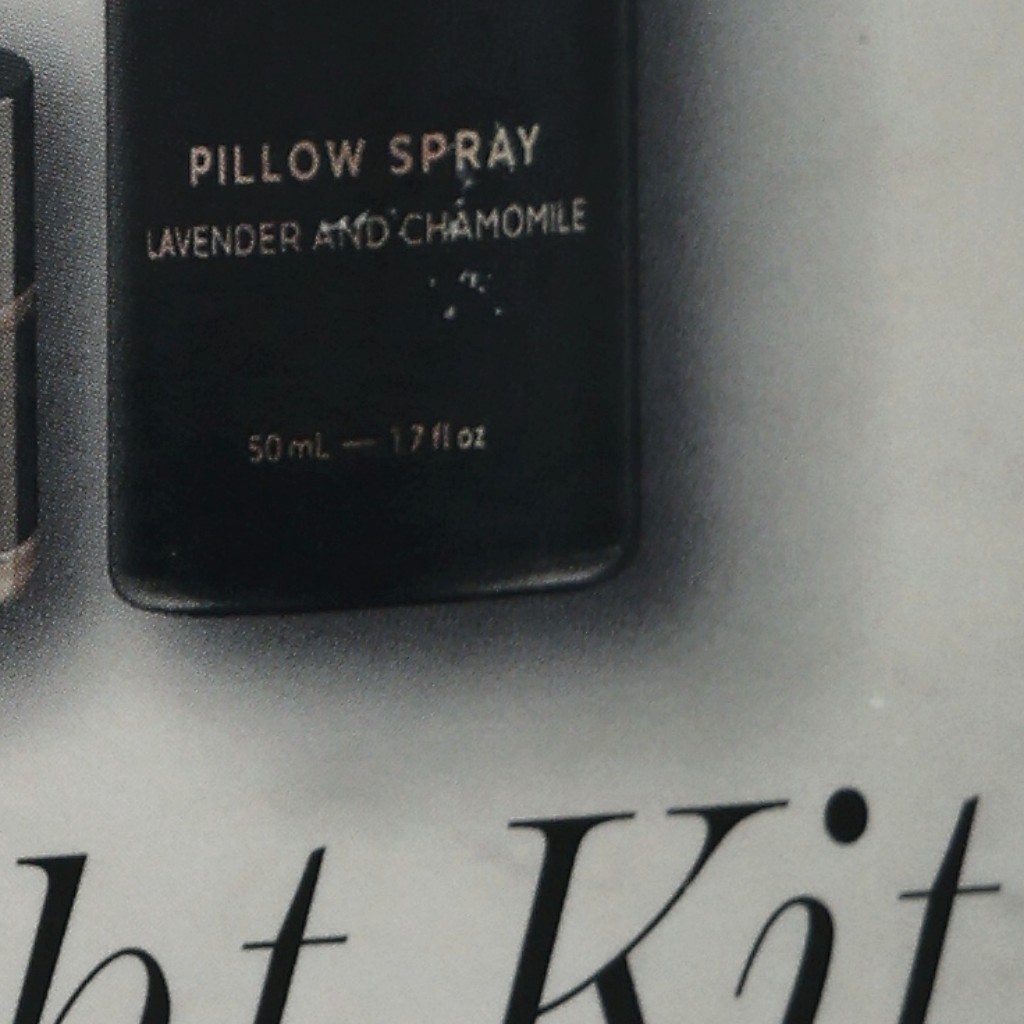 PILLOW SPRAY
LAVENDER AND CHAMOMILE
50 mL — 1.7 fl oz
ht Kit